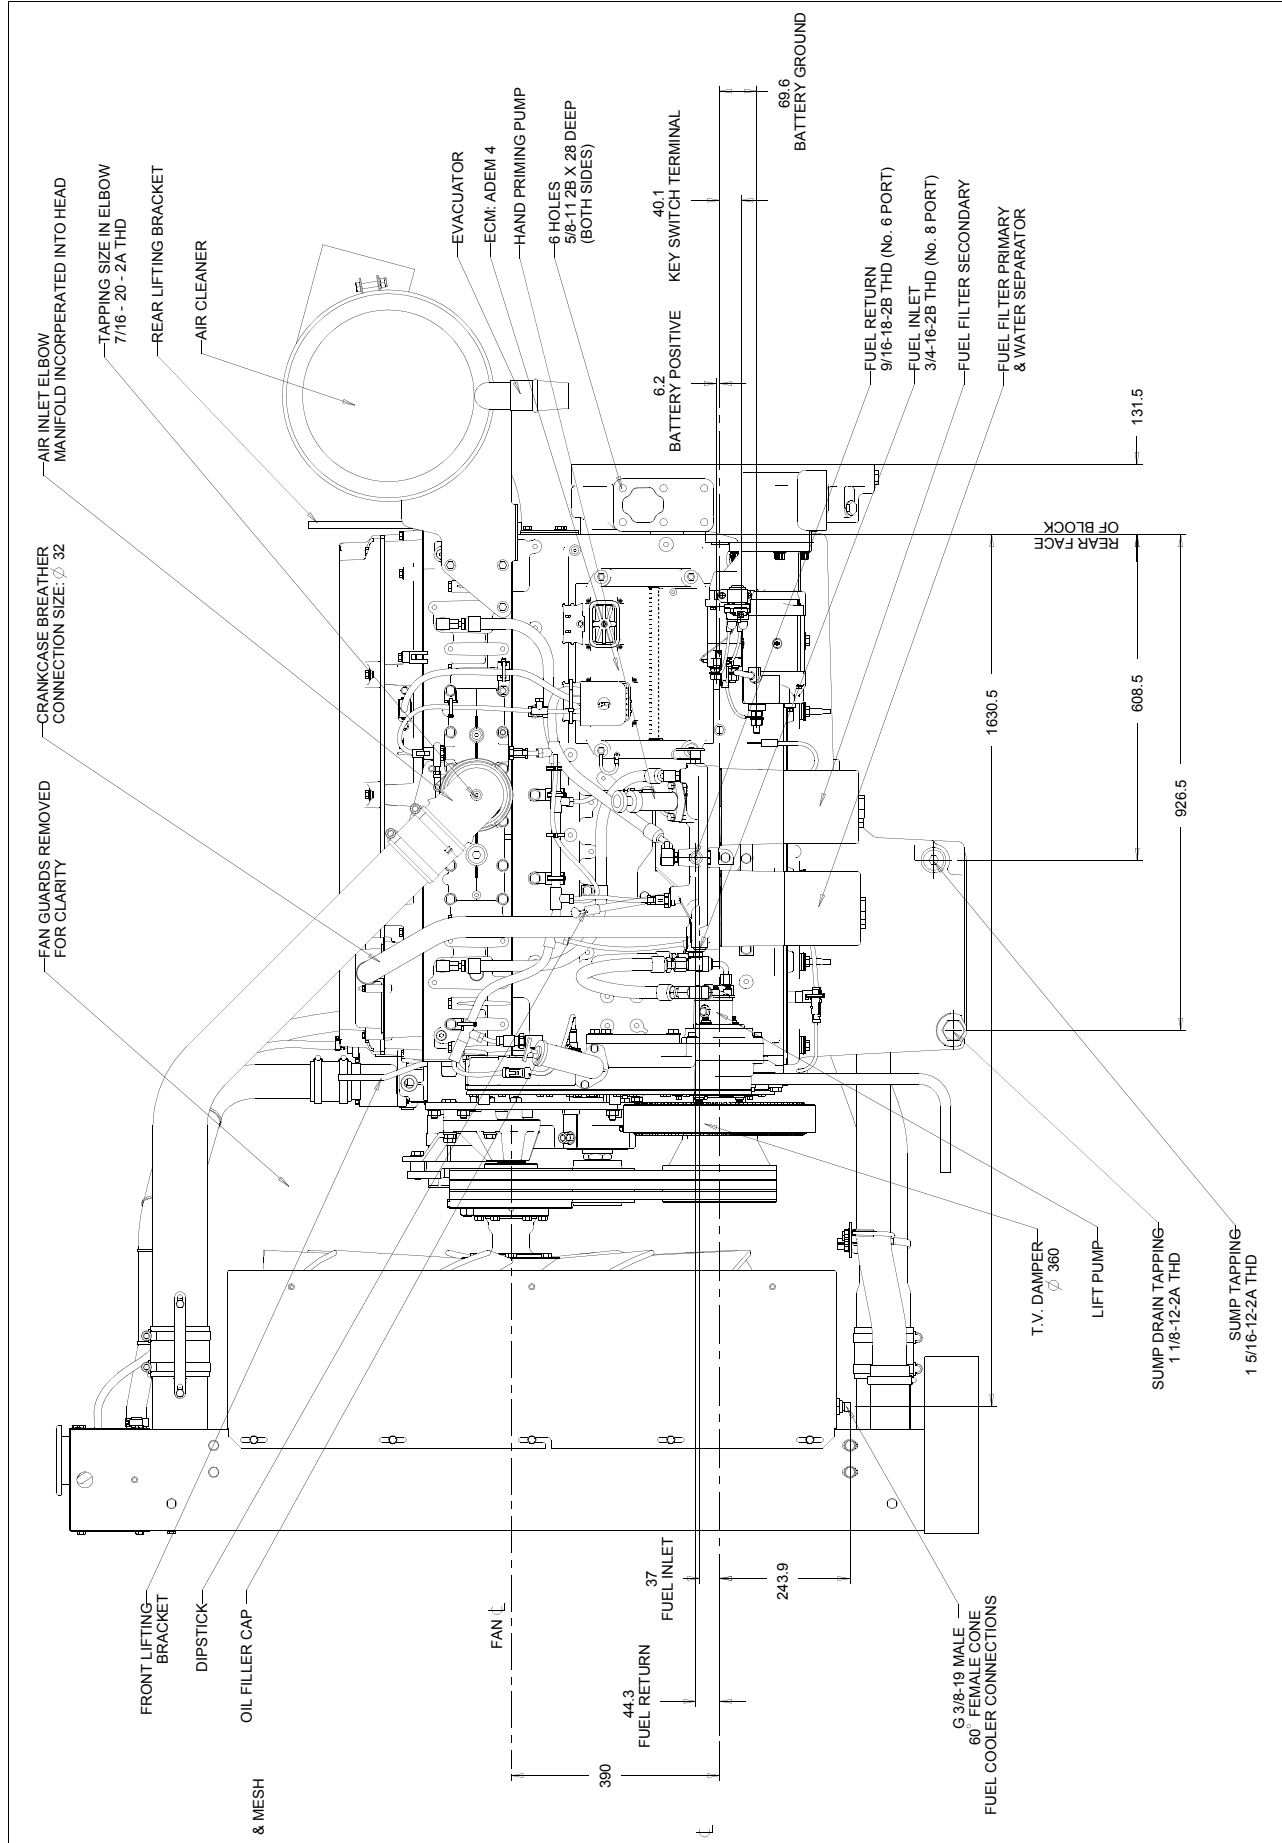 FAN GUARDS REMOVED
FOR CLARITY
CRANKCASE BREATHER
CONNECTION SIZE: ∅ 32
AIR INLET ELBOW
MANIFOLD INCORPERATED INTO HEAD
TAPPING SIZE IN ELBOW
7/16 - 20 - 2A THD
REAR LIFTING BRACKET
AIR CLEANER
EVACUATOR
ECM: ADEM 4
HAND PRIMING PUMP
6 HOLES
5/8-11 2B X 28 DEEP
(BOTH SIDES)
6.2
BATTERY POSITIVE
40.1
KEY SWITCH TERMINAL
69.6
BATTERY GROUND
FUEL RETURN
9/16-18-2B THD (No. 6 PORT)
FUEL INLET
3/4-16-2B THD (No. 8 PORT)
FUEL FILTER SECONDARY
FUEL FILTER PRIMARY
& WATER SEPARATOR
131.5
REAR FACE
OF BLOCK
1630.5
608.5
926.5
FRONT LIFTING
BRACKET
DIPSTICK
OIL FILLER CAP
& MESH
FAN ℄
390
44.3
FUEL RETURN
37
FUEL INLET
243.9
℄
G 3/8-19 MALE
60° FEMALE CONE
FUEL COOLER CONNECTIONS
T.V. DAMPER
∅ 360
LIFT PUMP
SUMP DRAIN TAPPING
1 1/8-12-2A THD
SUMP TAPPING
1 5/16-12-2A THD